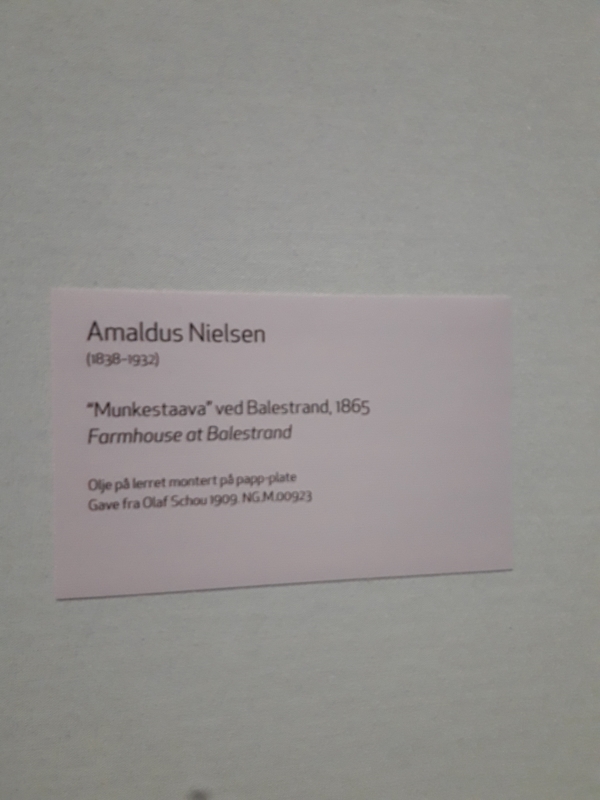 Amaldus Nielsen
(1838–1932)
“Munkestaava” ved Balestrand, 1865
Farmhouse at Balestrand
Olje på lerret montert på papp-plate
Gave fra Olaf Schou 1909. NG.M.00923